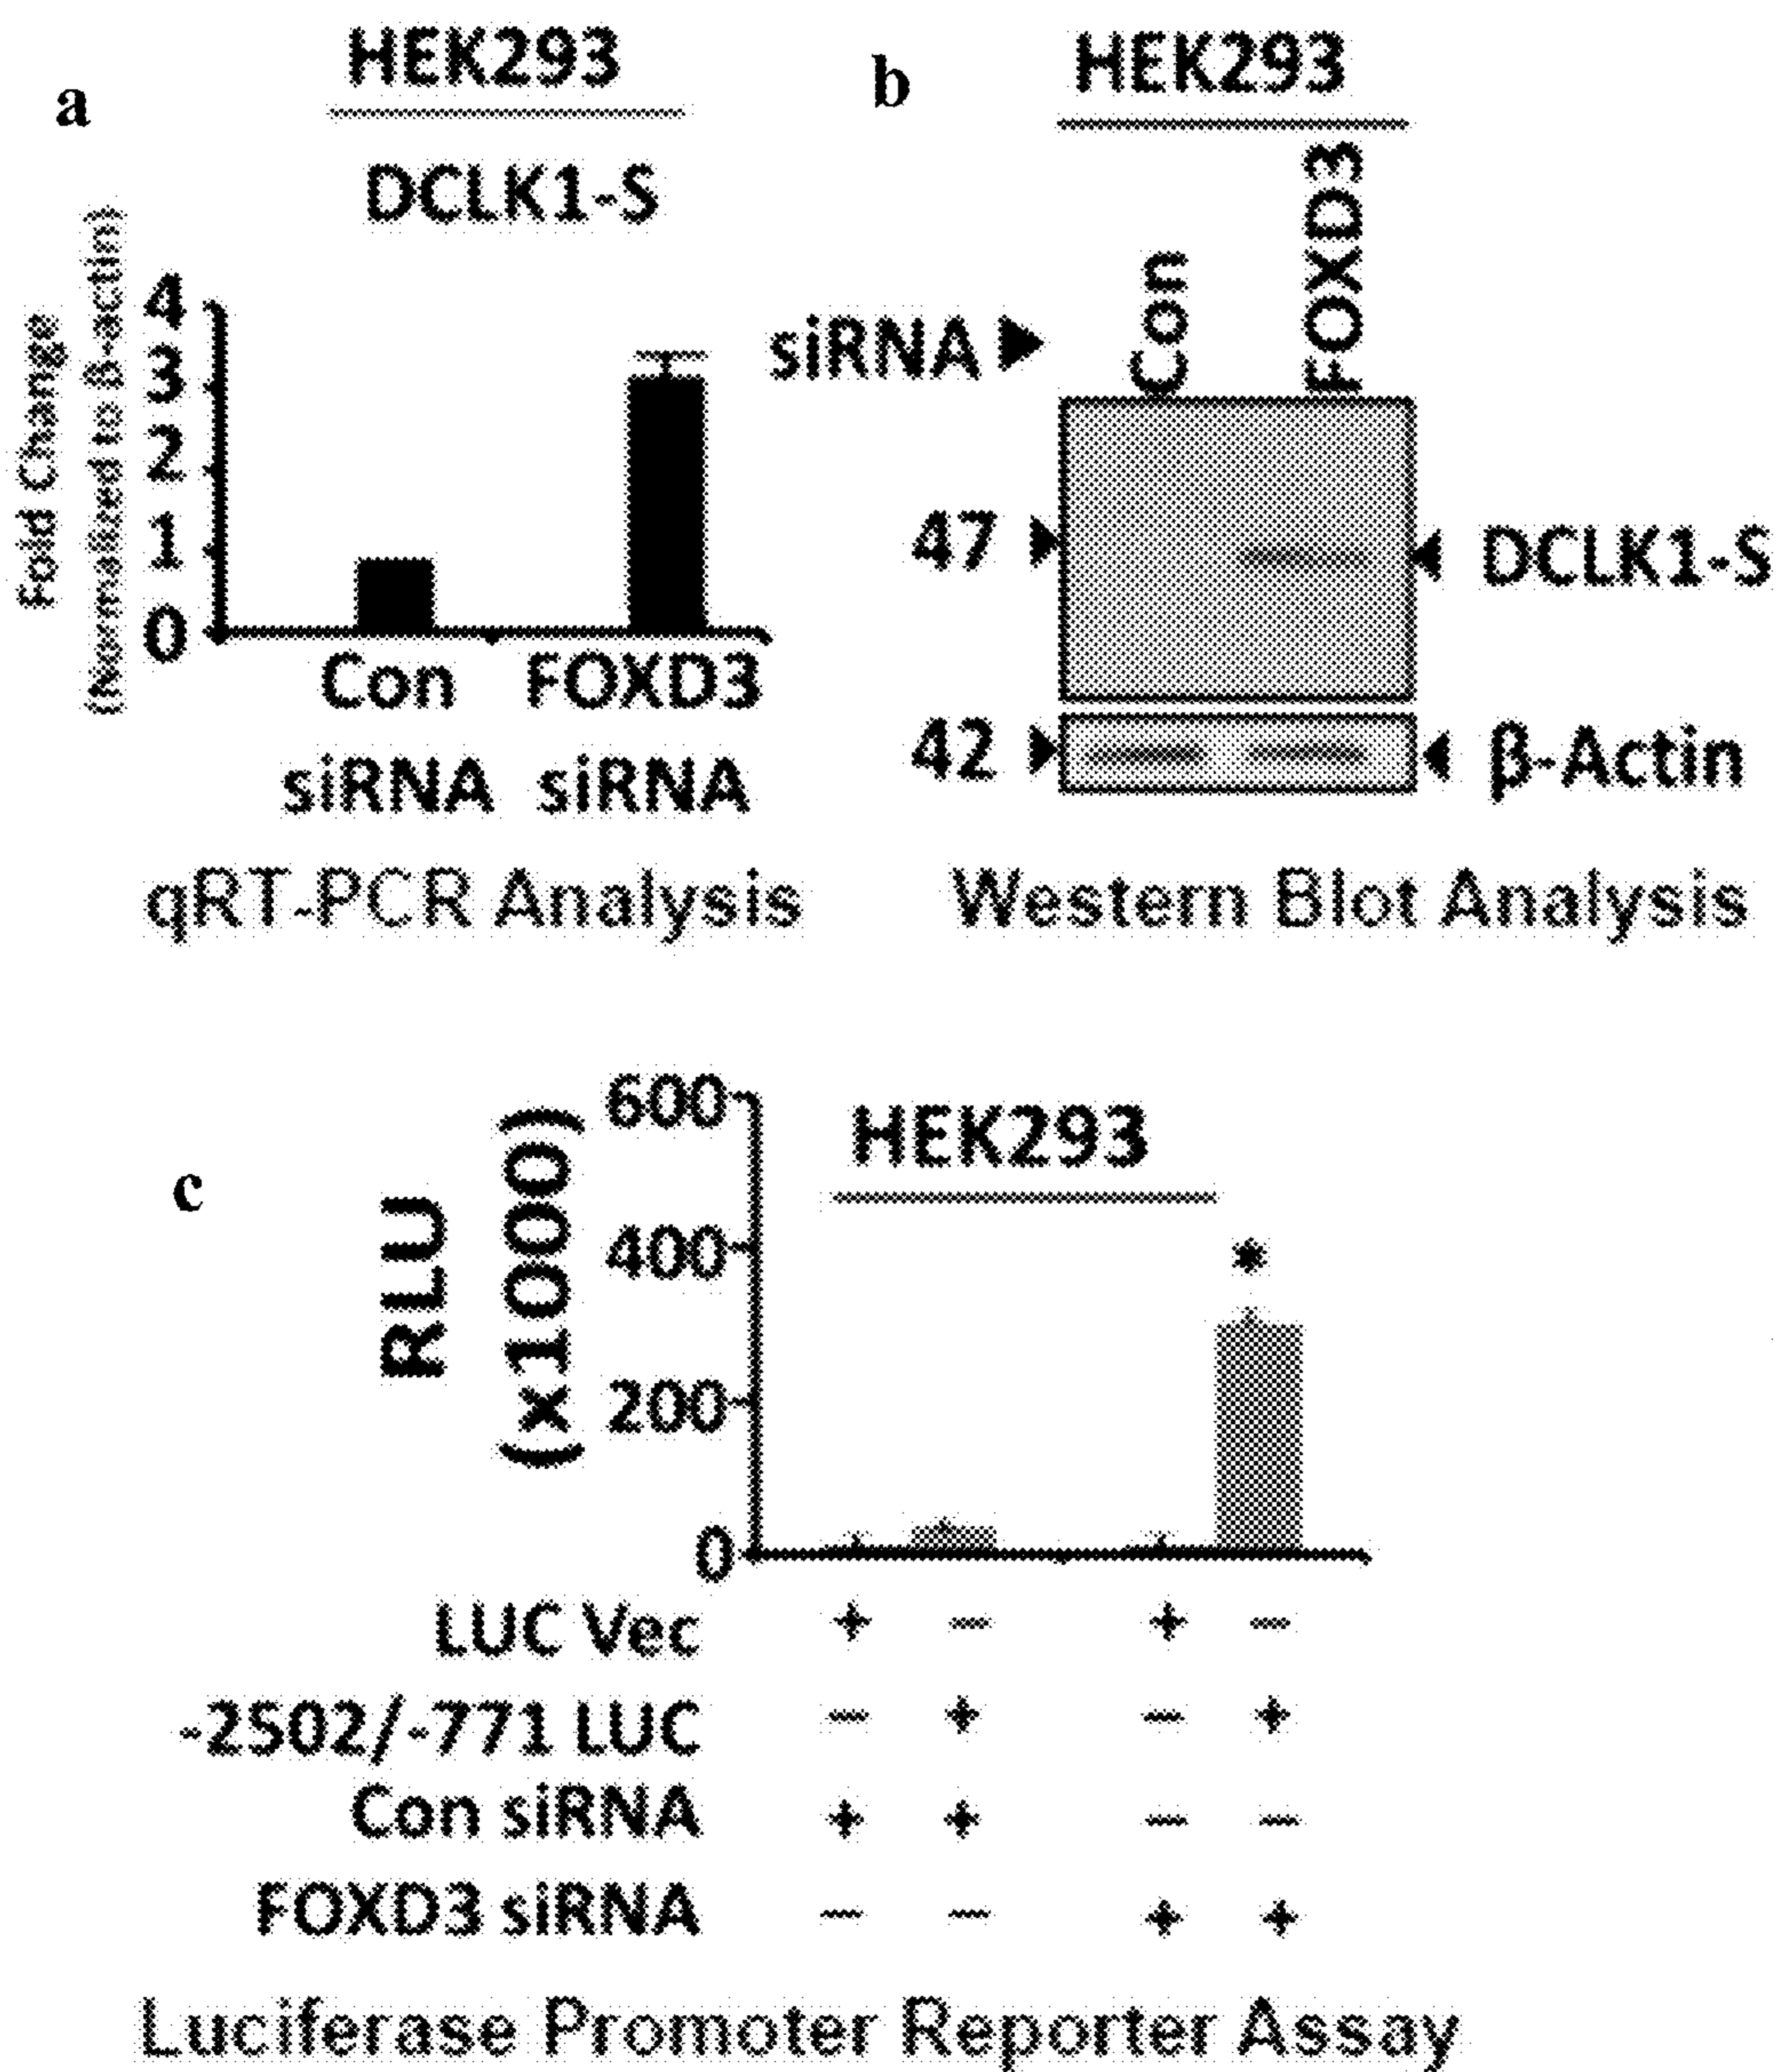 a
HEK293
DCLK1-S
Fold Change
(Normalized to β-actin)
4
3
2
1
0
Con FOXD3
siRNA siRNA
qRT-PCR Analysis
b
HEK293
siRNA
Con
FOXD3
47
DCLK1-S
42
β-Actin
Western Blot Analysis
c
RLU
(x1000)
600
400
200
0
HEK293
*
LUC Vec + − + −
-2502/-771 LUC − + − +
Con siRNA + + − −
FOXD3 siRNA − − + +
Luciferase Promoter Reporter Assay